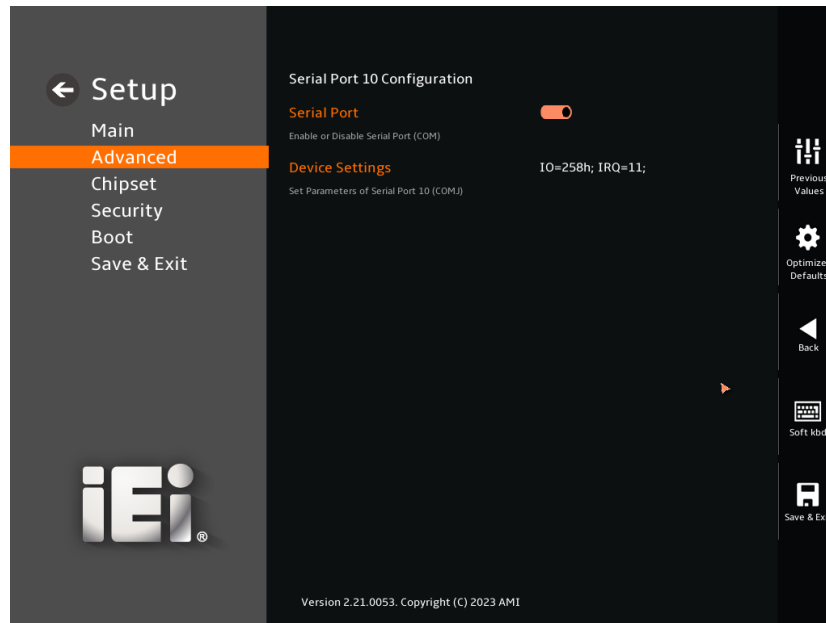 Setup
Main
Advanced
Chipset
Security
Boot
Save & Exit
iEi®
Serial Port 10 Configuration
Serial Port
Enable or Disable Serial Port (COM)
Device Settings
IO=258h; IRQ=11;
Set Parameters of Serial Port 10 (COMJ)
Previous
Values
Optimize
Defaults
Back
Soft kbd
Save & Ex
Version 2.21.0053. Copyright (C) 2023 AMI